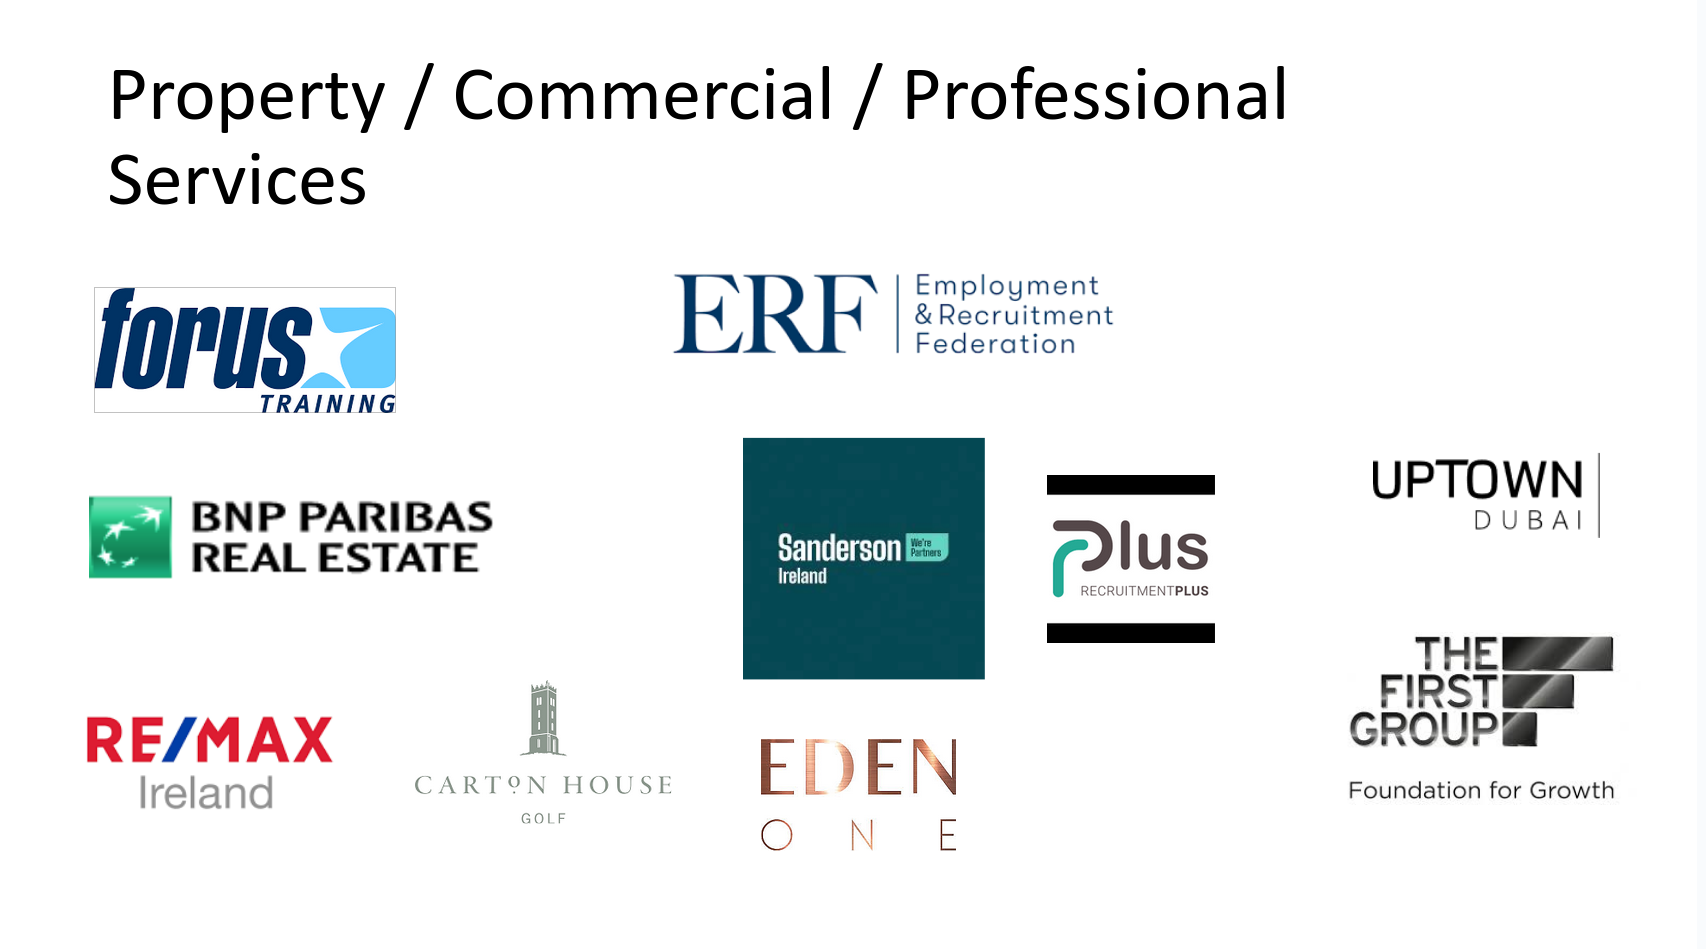 Property / Commercial / Professional
Services
forus
TRAINING
ERF
Employment
& Recruitment
Federation
BNP PARIBAS
REAL ESTATE
Sanderson
We're
Partners
Ireland
Plus
RECRUITMENTPLUS
UPTOWN
DUBAI
THE
FIRST
GROUP
Foundation for Growth
RE/MAX
Ireland
CARTON HOUSE
GOLF
EDEN
ONE